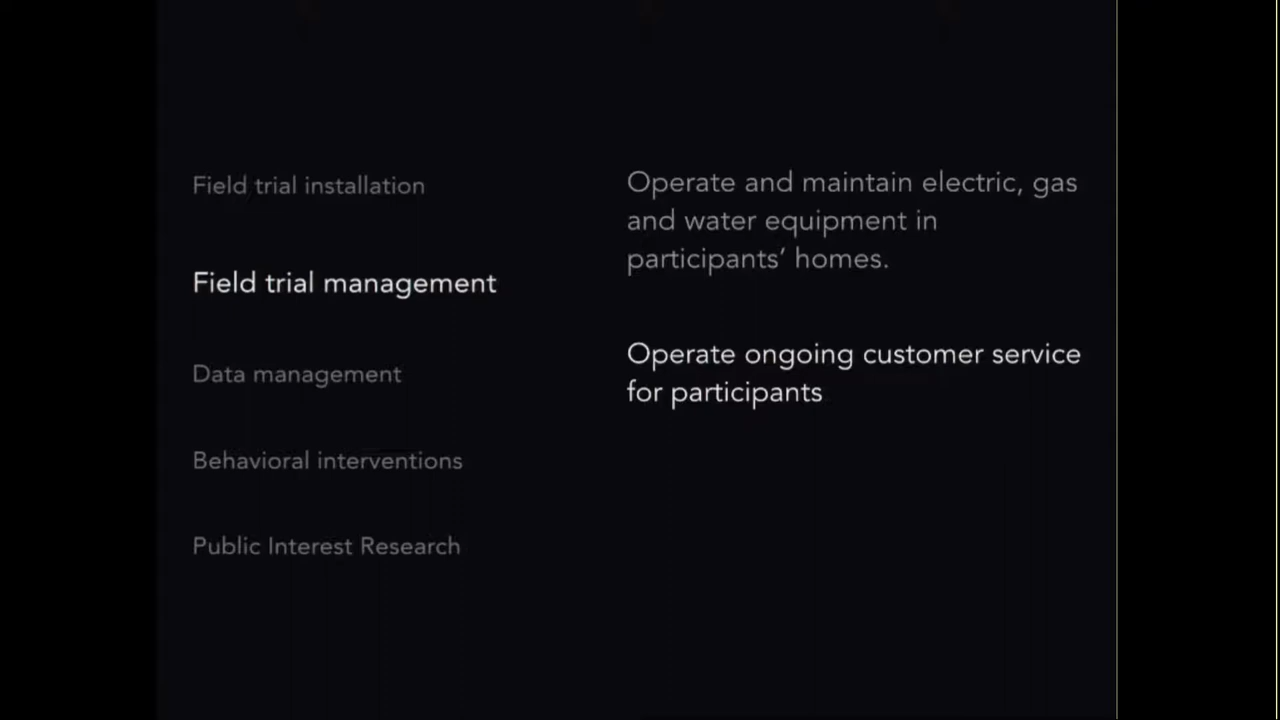 Field trial installation
Field trial management
Data management
Behavioral interventions
Public Interest Research
Operate and maintain electric, gas
and water equipment in
participants’ homes.
Operate ongoing customer service
for participants